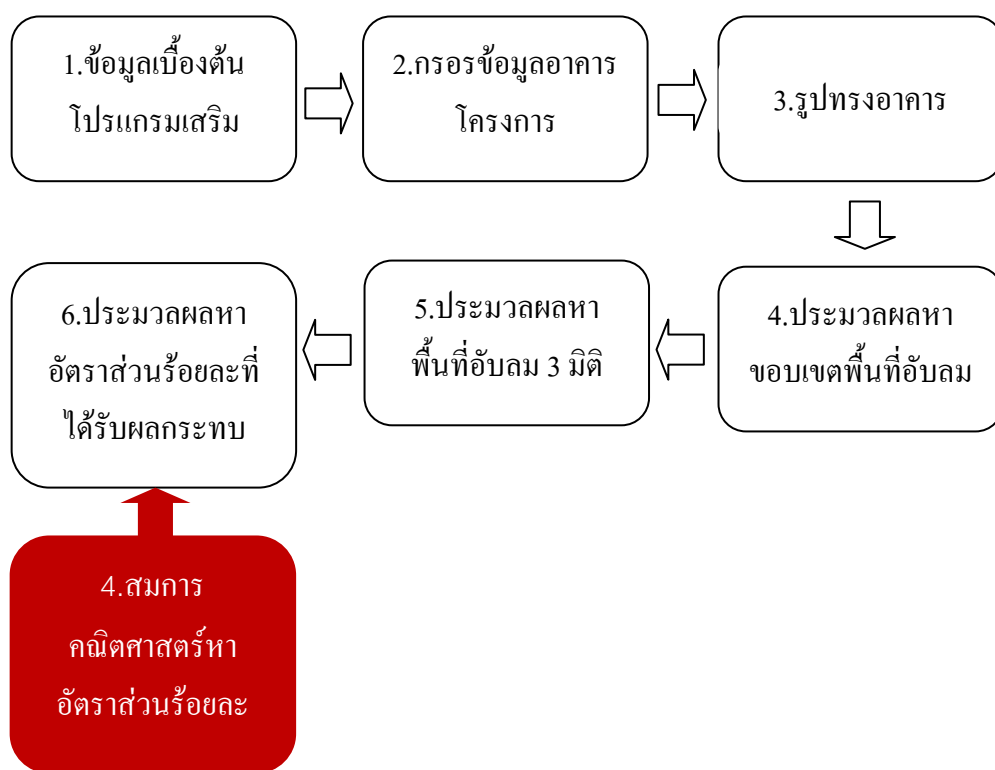 1.ข้อมูลเบื้องต้น
โปรแกรมเสริม
2.กรอรข้อมูลอาคาร
โครงการ
3.รูปทรงอาคาร
4.ประมวลผลหา
ขอบเขตพื้นที่อับลม
5.ประมวลผลหา
พื้นที่อับลม 3 มิติ
6.ประมวลผลหา
อัตราส่วนร้อยละที่
ได้รับผลกระทบ
4.สมการ
คณิตศาสตร์หา
อัตราส่วนร้อยละ